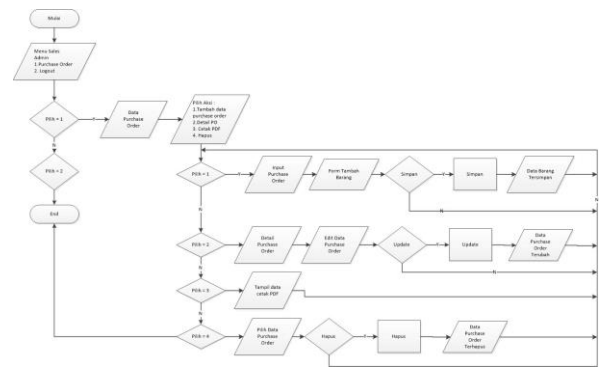 Mulai
Menu Sales
Admin
1.Purchase Order
2. Logout
Pilih = 1
Y
Data
Purchase
Order
Pilih Aksi :
1.Tambah data
purchase order
2.Detail PO
3. Cetak PDF
4. Hapus
N
Pilih = 2
End
Pilih = 1
Y
Input
Purchase
Order
Form Tambah
Barang
Simpan
Y
Simpan
Data Barang
Tersimpan
N
N
N
Pilih = 2
Detail
Purchase
Order
Edit Data
Purchase
Order
Update
Y
Update
Data
Purchase
Order
Terubah
N
N
Pilih = 3
Tampil data
cetak PDF
N
Pilih = 4
Pilih Data
Purchase
Order
Hapus
Y
Hapus
Data
Purchase
Order
Terhapus